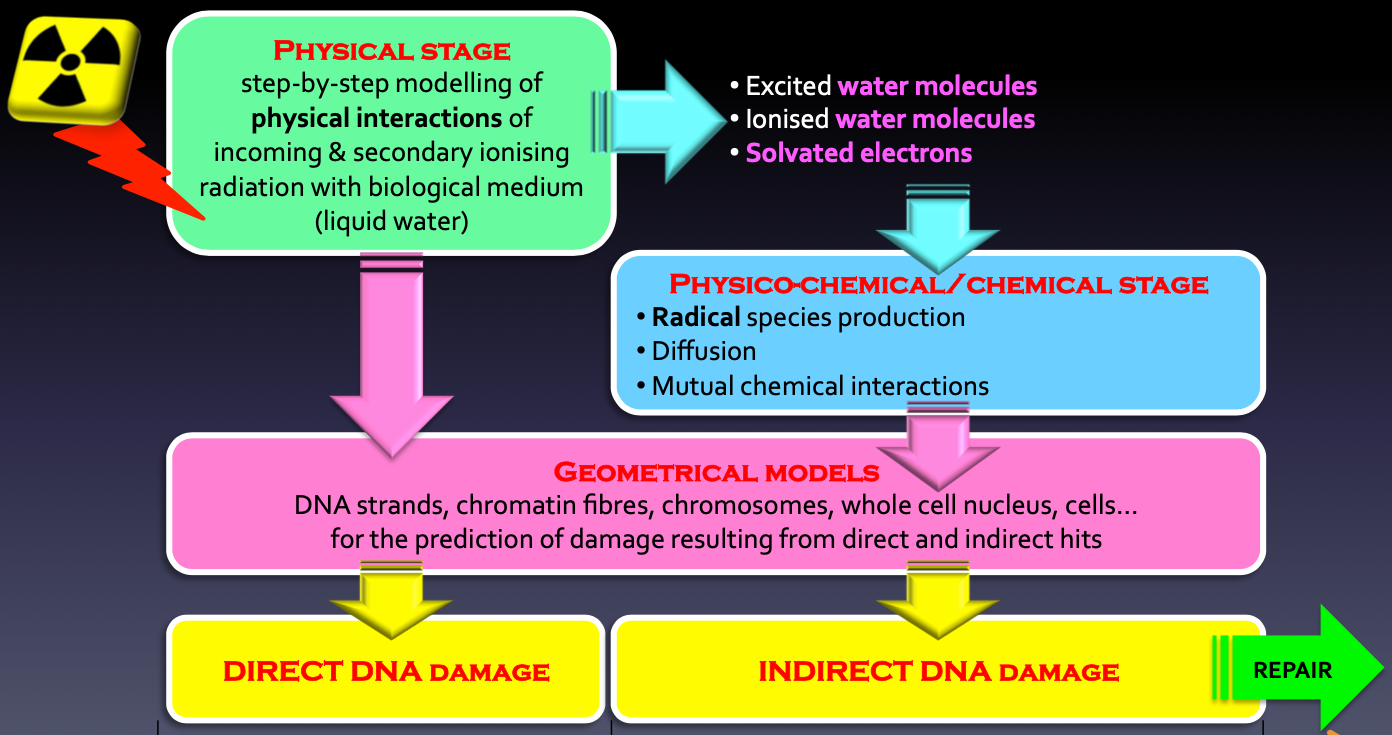 PHYSICAL STAGE
step-by-step modelling of
physical interactions of
incoming & secondary ionising
radiation with biological medium
(liquid water)
• Excited water molecules
• Ionised water molecules
• Solvated electrons
PHYSICO-CHEMICAL/CHEMICAL STAGE
• Radical species production
• Diffusion
• Mutual chemical interactions
GEOMETRICAL MODELS
DNA strands, chromatin fibres, chromosomes, whole cell nucleus, cells...
for the prediction of damage resulting from direct and indirect hits
DIRECT DNA DAMAGE
INDIRECT DNA DAMAGE
REPAIR